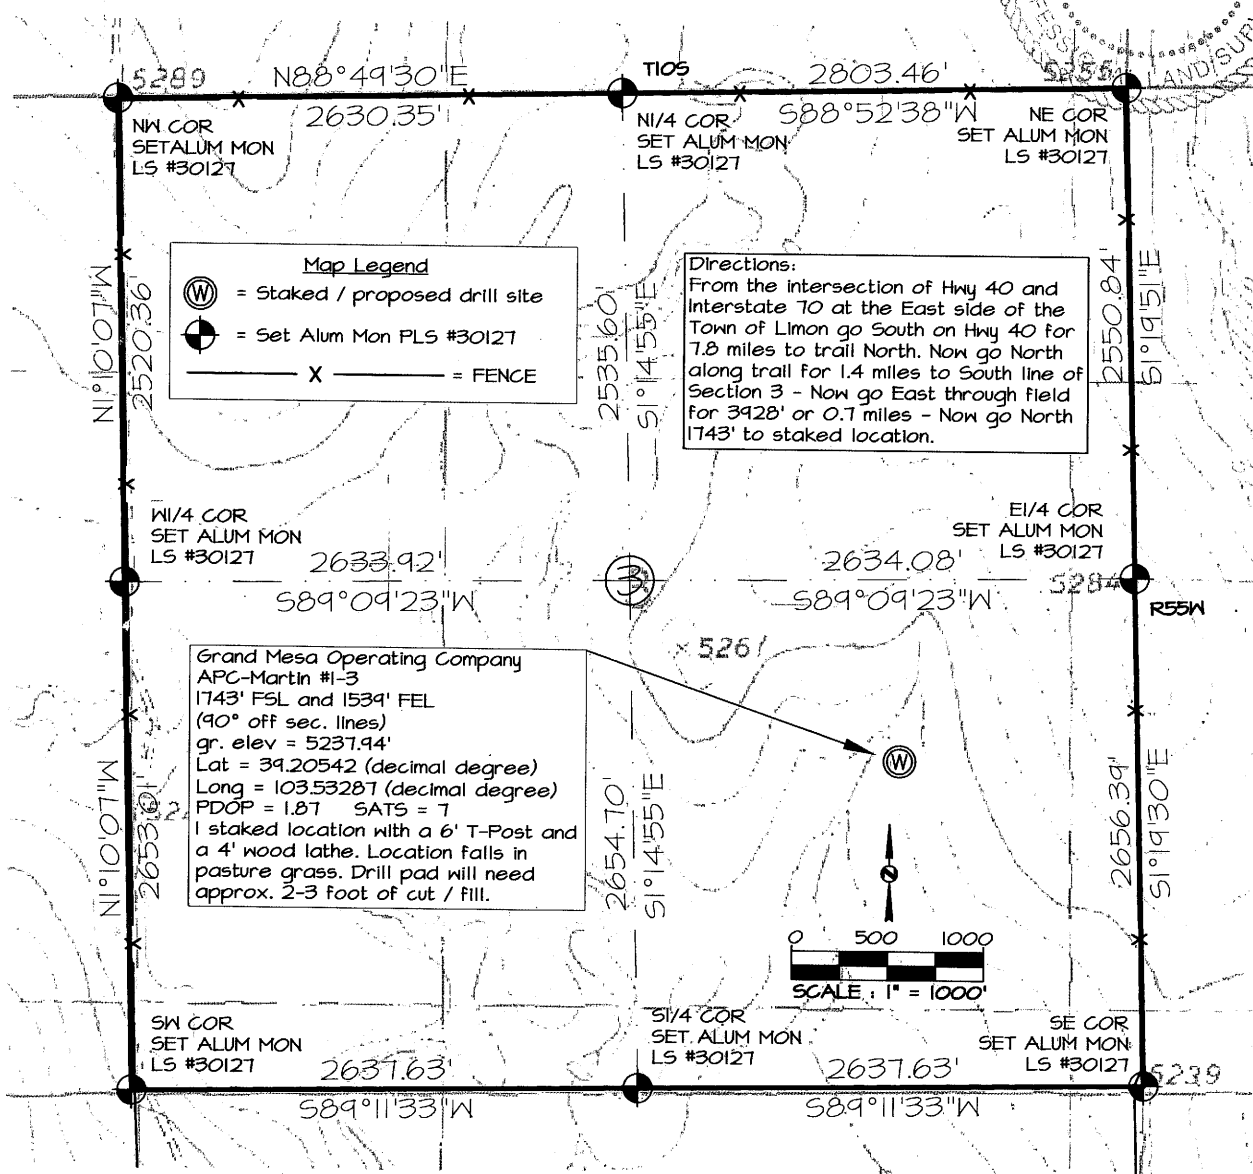 FESSIONAL LAND SUR
5289
N88°49'30"E
T10S
2803.46'
5255
2630.35'
S88°52'38"W
NW COR
SETALUM MON
LS #30127
N1/4 COR
SET ALUM MON
LS #30127
NE COR
SET ALUM MON
LS #30127
Map Legend
W = Staked / proposed drill site
= Set Alum Mon PLS #30127
X = FENCE
Directions:
From the intersection of Hwy 40 and
Interstate 70 at the East side of the
Town of Limon go South on Hwy 40 for
7.8 miles to trail North. Now go North
along trail for 1.4 miles to South line of
Section 3 - Now go East through field
for 3928' or 0.7 miles - Now go North
1743' to staked location.
N1°10'01"W
2520.36'
2535.60'
S1°14'55"E
2550.84'
S1°19'51"E
W1/4 COR
SET ALUM MON
LS #30127
E1/4 COR
SET ALUM MON
LS #30127
2633.92'
S89°09'23"W
3
2634.08'
S89°09'23"W
5284
R55W
5261
Grand Mesa Operating Company
APC-Martin #1-3
1743' FSL and 1539' FEL
(90° off sec. lines)
gr. elev = 5237.94'
Lat = 39.20542 (decimal degree)
Long = 103.53287 (decimal degree)
PDOP = 1.87 SATS = 7
I staked location with a 6' T-Post and
a 4' wood lathe. Location falls in
pasture grass. Drill pad will need
approx. 2-3 foot of cut / fill.
W
N1°10'01"W
2653.61'
2654.70'
S1°14'55"E
2656.39'
S1°19'30"E
N
0 500 1000
SCALE : 1" = 1000'
SW COR
SET ALUM MON
LS #30127
S1/4 COR
SET ALUM MON
LS #30127
SE COR
SET ALUM MON
LS #30127
2637.63'
S89°11'33"W
2637.63'
S89°11'33"W
5239